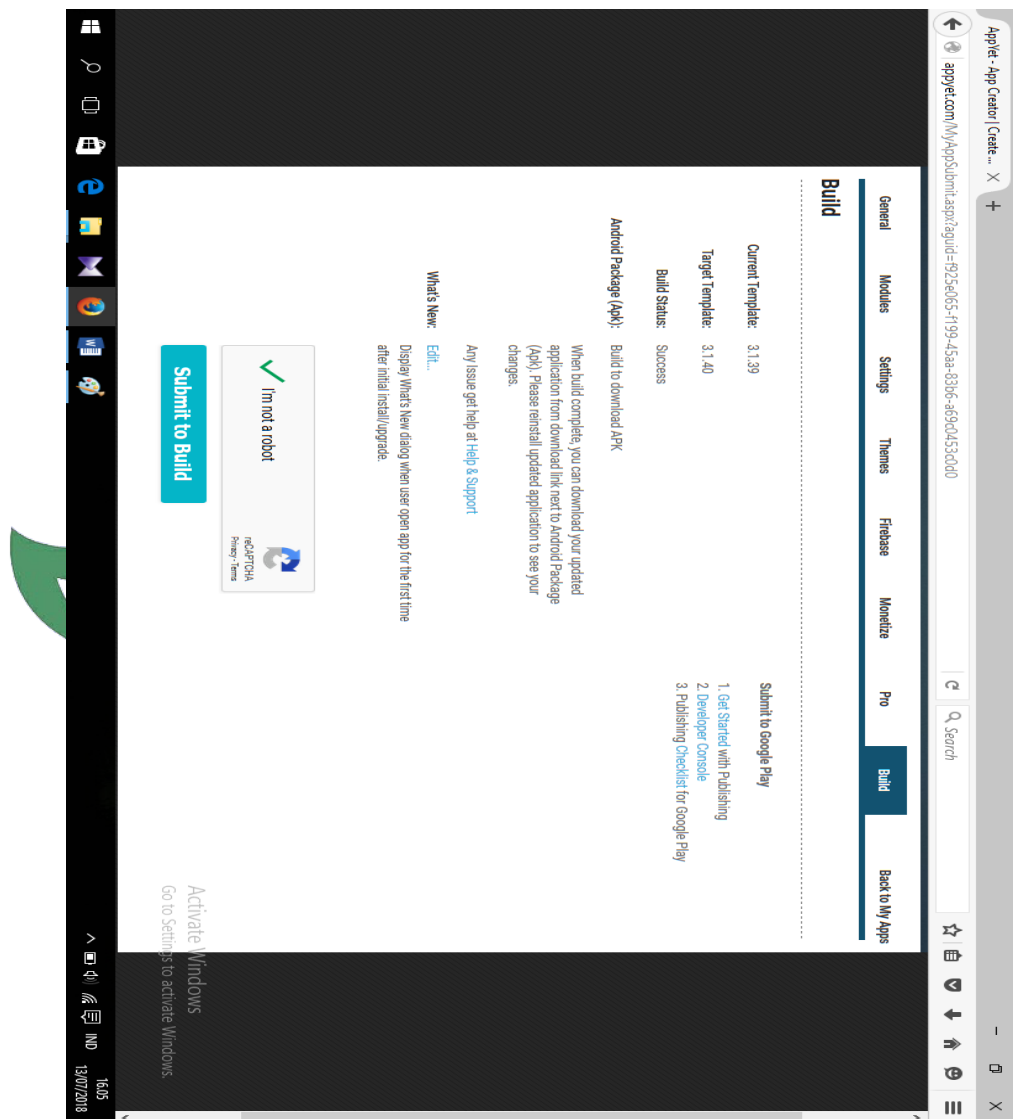 AppYet - App Creator | Create ...
appyet.com/MyAppSubmit.aspx?aguid=f925e065-f199-45aa-83b6-a69c0453c0d0
Search
General Modules Settings Themes Firebase Monetize Pro Build Back to My Apps
Build
Current Template: 3.1.39
Target Template: 3.1.40
Build Status: Success
Android Package (Apk): Build to download APK
When build complete, you can download your updated
application from download link next to Android Package
(Apk). Please reinstall updated application to see your
changes.
Any Issue get help at Help & Support
What's New: Edit...
Display What's New dialog when user open app for the first time
after initial install/upgrade.
I'm not a robot
reCAPTCHA
Privacy - Terms
Submit to Build
Submit to Google Play
1. Get Started with Publishing
2. Developer Console
3. Publishing Checklist for Google Play
Activate Windows
Go to Settings to activate Windows.
IND
16.05
13/07/2018